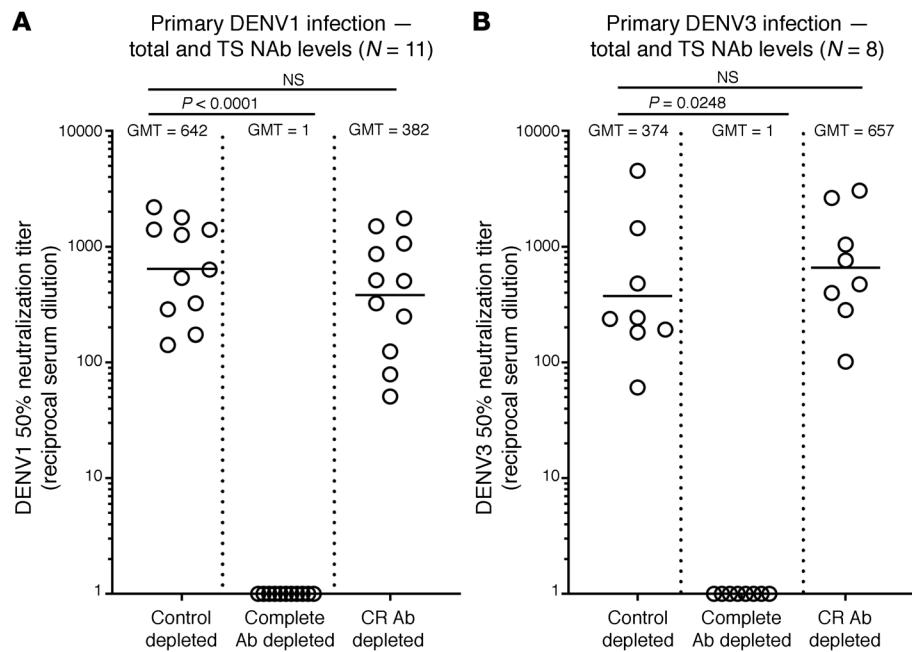 A
Primary DENV1 infection —
total and TS NAb levels (N = 11)
NS
P < 0.0001
GMT = 642
GMT = 1
GMT = 382
10000
1000
100
10
1
DENV1 50% neutralization titer
(reciprocal serum dilution)
Control
depleted
Complete
Ab depleted
CR Ab
depleted
B
Primary DENV3 infection —
total and TS NAb levels (N = 8)
NS
P = 0.0248
GMT = 374
GMT = 1
GMT = 657
10000
1000
100
10
1
DENV3 50% neutralization titer
(reciprocal serum dilution)
Control
depleted
Complete
Ab depleted
CR Ab
depleted